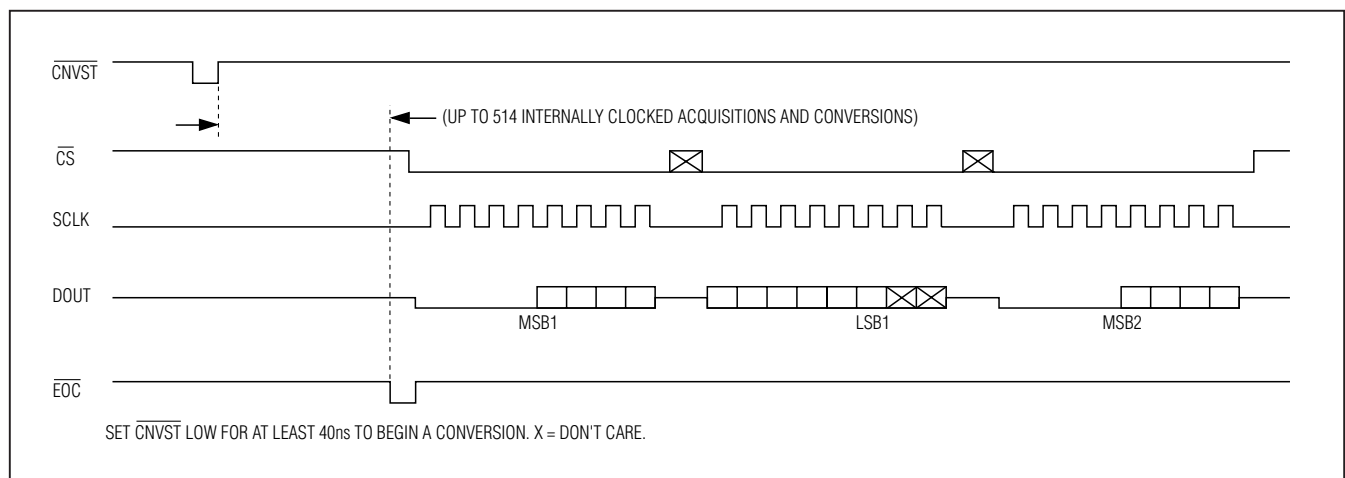 CNVST
(UP TO 514 INTERNALLY CLOCKED ACQUISITIONS AND CONVERSIONS)
CS
SCLK
DOUT
MSB1
LSB1
MSB2
EOC
SET CNVST LOW FOR AT LEAST 40ns TO BEGIN A CONVERSION. X = DON'T CARE.